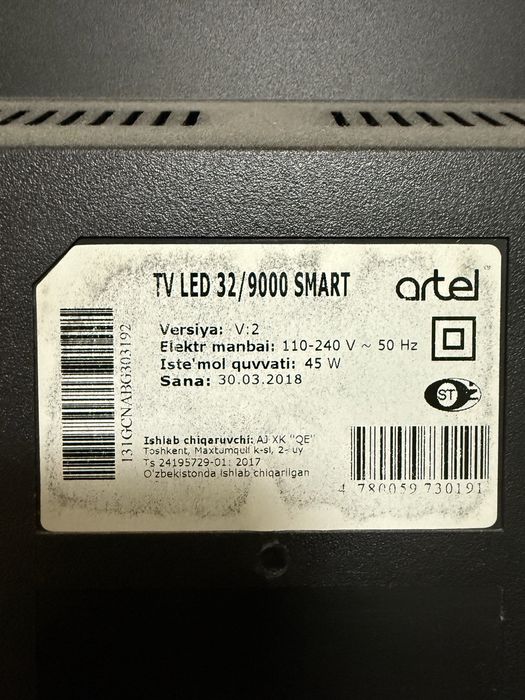 TV LED 32/9000 SMART
artel
Versiya: V:2
Elektr manbai: 110-240 V ~ 50 Hz
Iste'mol quvvati: 45 W
Sana: 30.03.2018
ST
131GCNABG303192
Ishlab chiqaruvchi: AJ XK "QE"
Toshkent, Maxtumquli k-si, 2- uy
Ts 24195729-01: 2017
O'zbekistonda ishlab chiqarilgan
4 780059 730191